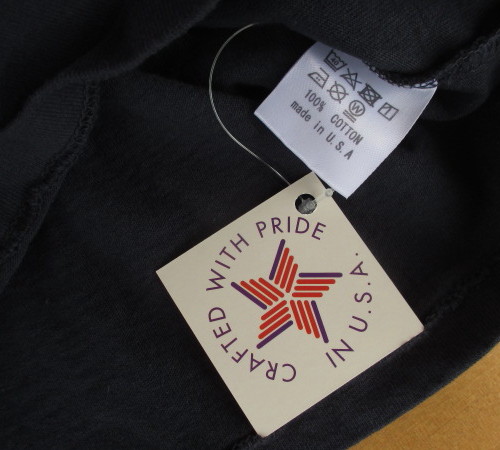 100% COTTON
made in U.S.A
CRAFTED WITH PRIDE IN U.S.A.